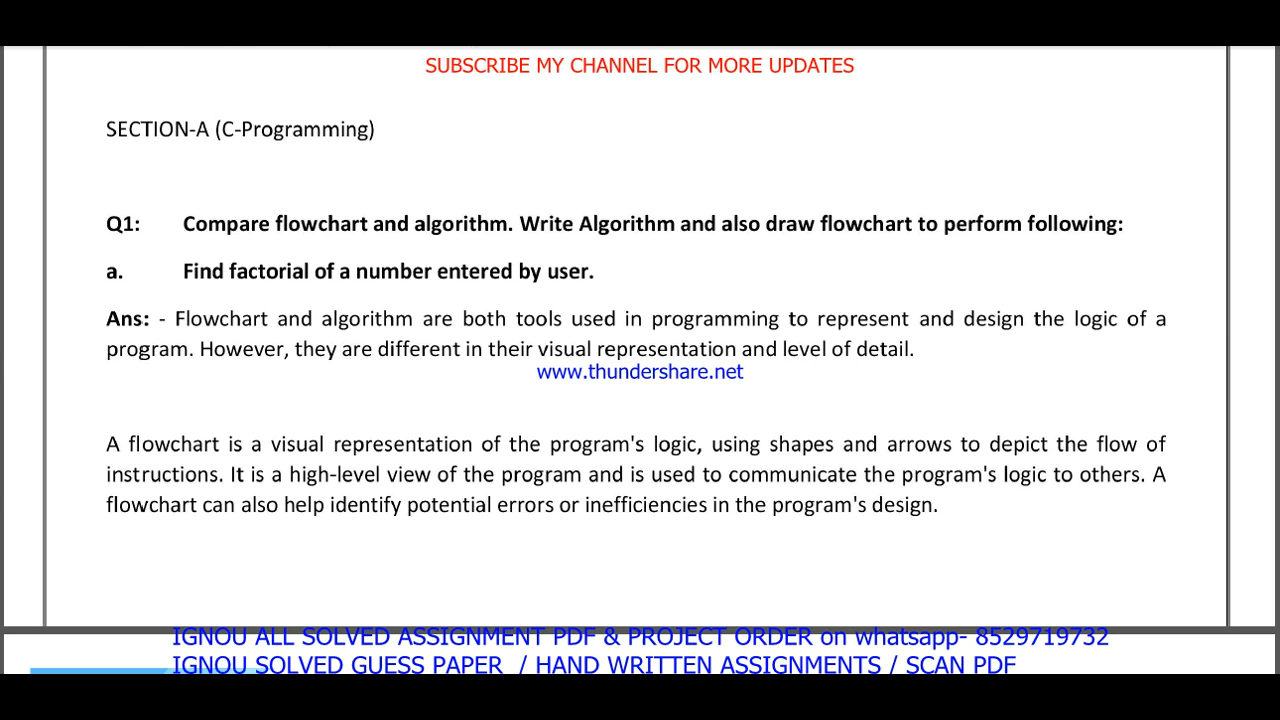 SUBSCRIBE MY CHANNEL FOR MORE UPDATES
SECTION-A (C-Programming)
Q1: Compare flowchart and algorithm. Write Algorithm and also draw flowchart to perform following:
a. Find factorial of a number entered by user.
Ans: - Flowchart and algorithm are both tools used in programming to represent and design the logic of a
program. However, they are different in their visual representation and level of detail.
www.thundershare.net
A flowchart is a visual representation of the program's logic, using shapes and arrows to depict the flow of
instructions. It is a high-level view of the program and is used to communicate the program's logic to others. A
flowchart can also help identify potential errors or inefficiencies in the program's design.
IGNOU ALL SOLVED ASSIGNMENT PDF & PROJECT ORDER on whatsapp- 8529719732
IGNOU SOLVED GUESS PAPER / HAND WRITTEN ASSIGNMENTS / SCAN PDF